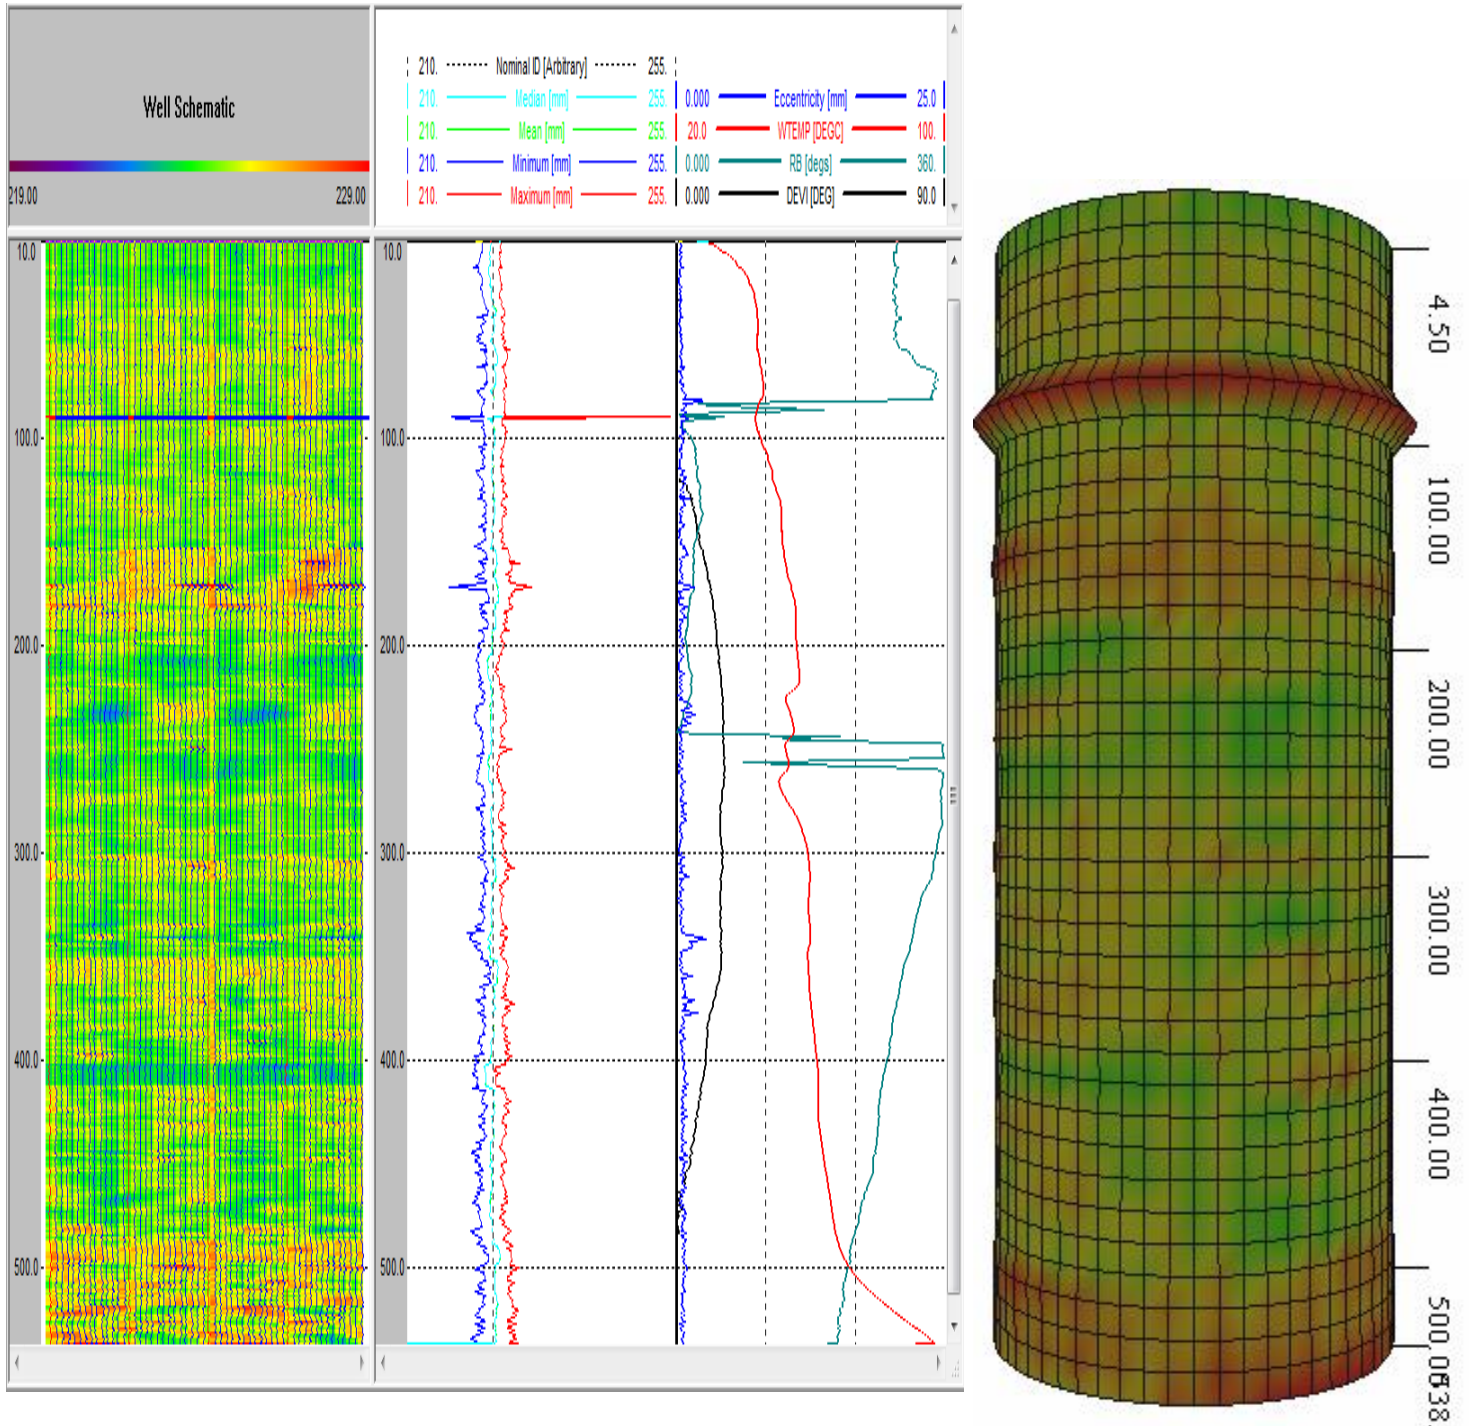 Well Schematic
219.00 229.00
210. Nominal ID [Arbitrary] 255.
210. Median [mm] 255.
0.000 Eccentricity [mm] 25.0
210. Mean [mm] 255.
20.0 WTEMP [DEGC] 100.
210. Minimum [mm] 255.
0.000 RB [degs] 360.
210. Maximum [mm] 255.
0.000 DEVI [DEG] 90.0
10.0
100.0
200.0
300.0
400.0
500.0
10.0
100.0
200.0
300.0
400.0
500.0
4.50
100.00
200.00
300.00
400.00
500.0